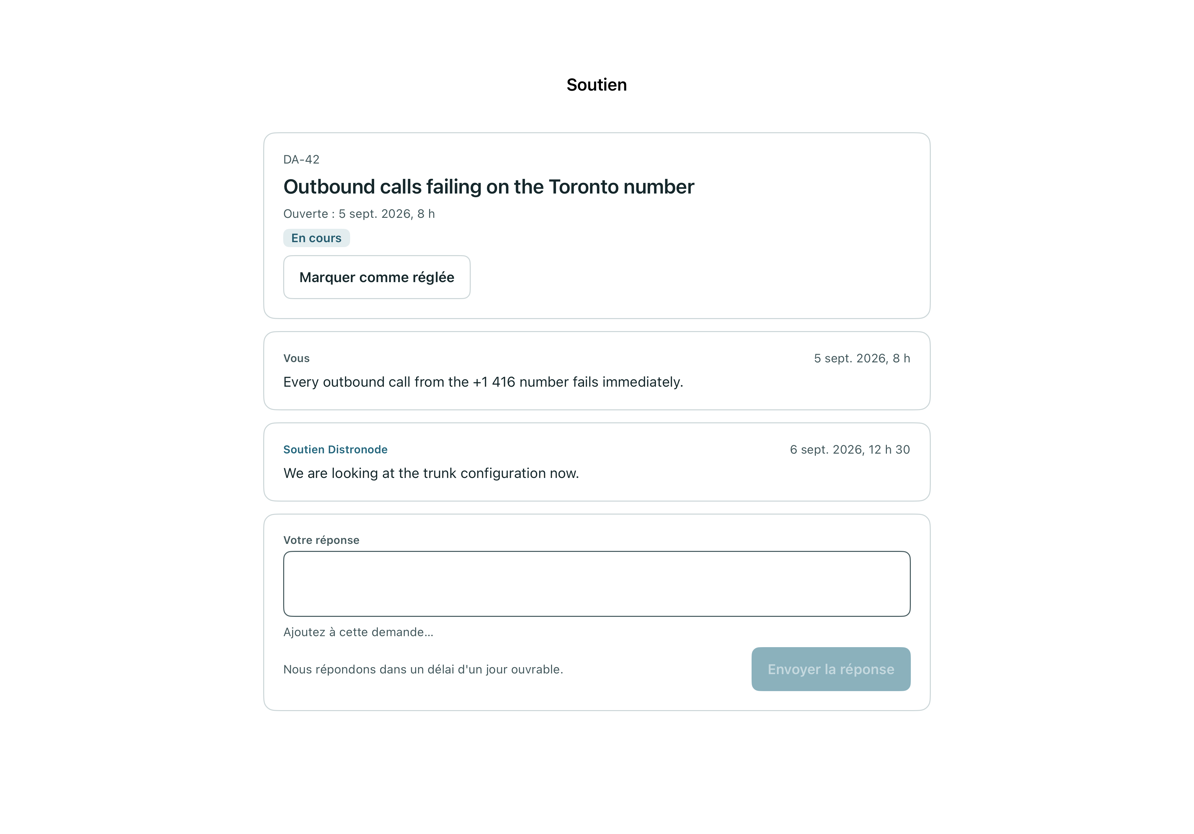 Soutien
DA-42
Outbound calls failing on the Toronto number
Ouverte : 5 sept. 2026, 8 h
En cours
Marquer comme réglée
Vous
5 sept. 2026, 8 h
Every outbound call from the +1 416 number fails immediately.
Soutien Distronode
6 sept. 2026, 12 h 30
We are looking at the trunk configuration now.
Votre réponse
Ajoutez à cette demande...
Nous répondons dans un délai d'un jour ouvrable.
Envoyer la réponse